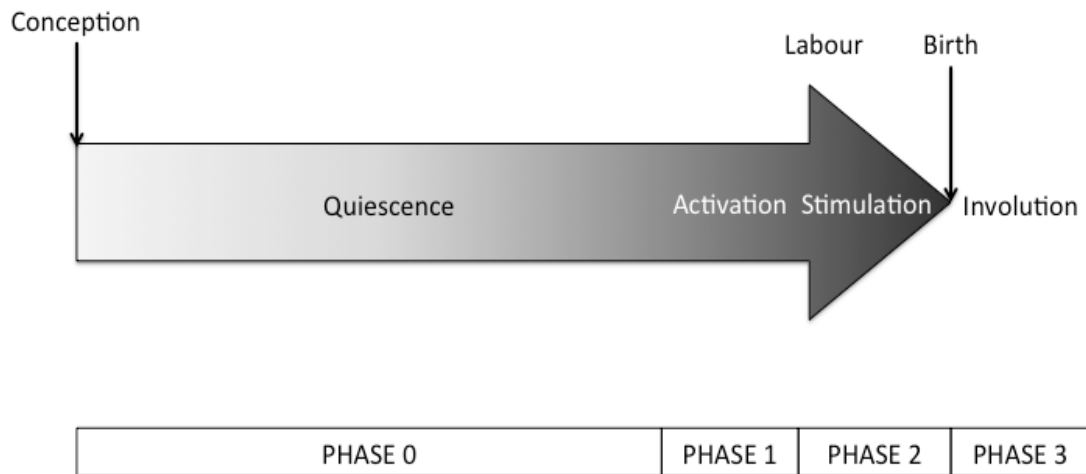 Conception
Labour Birth
Quiescence Activation Stimulation Involution
PHASE 0 PHASE 1 PHASE 2 PHASE 3